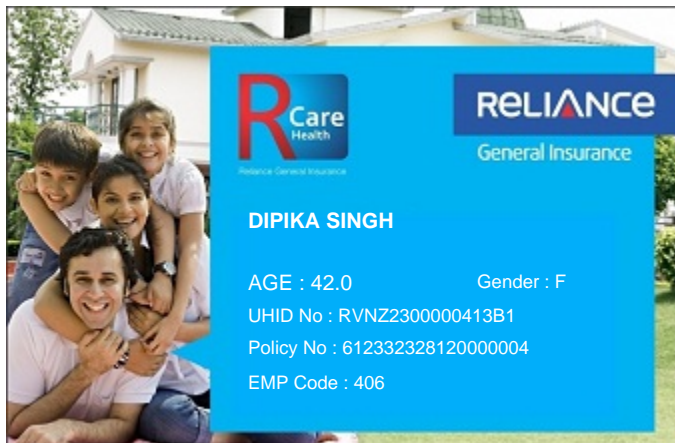 R Care
Health
Reliance General Insurance
RELIANCE
General Insurance
DIPIKA SINGH
AGE : 42.0 Gender : F
UHID No : RVNZ2300000413B1
Policy No : 612332328120000004
EMP Code : 406